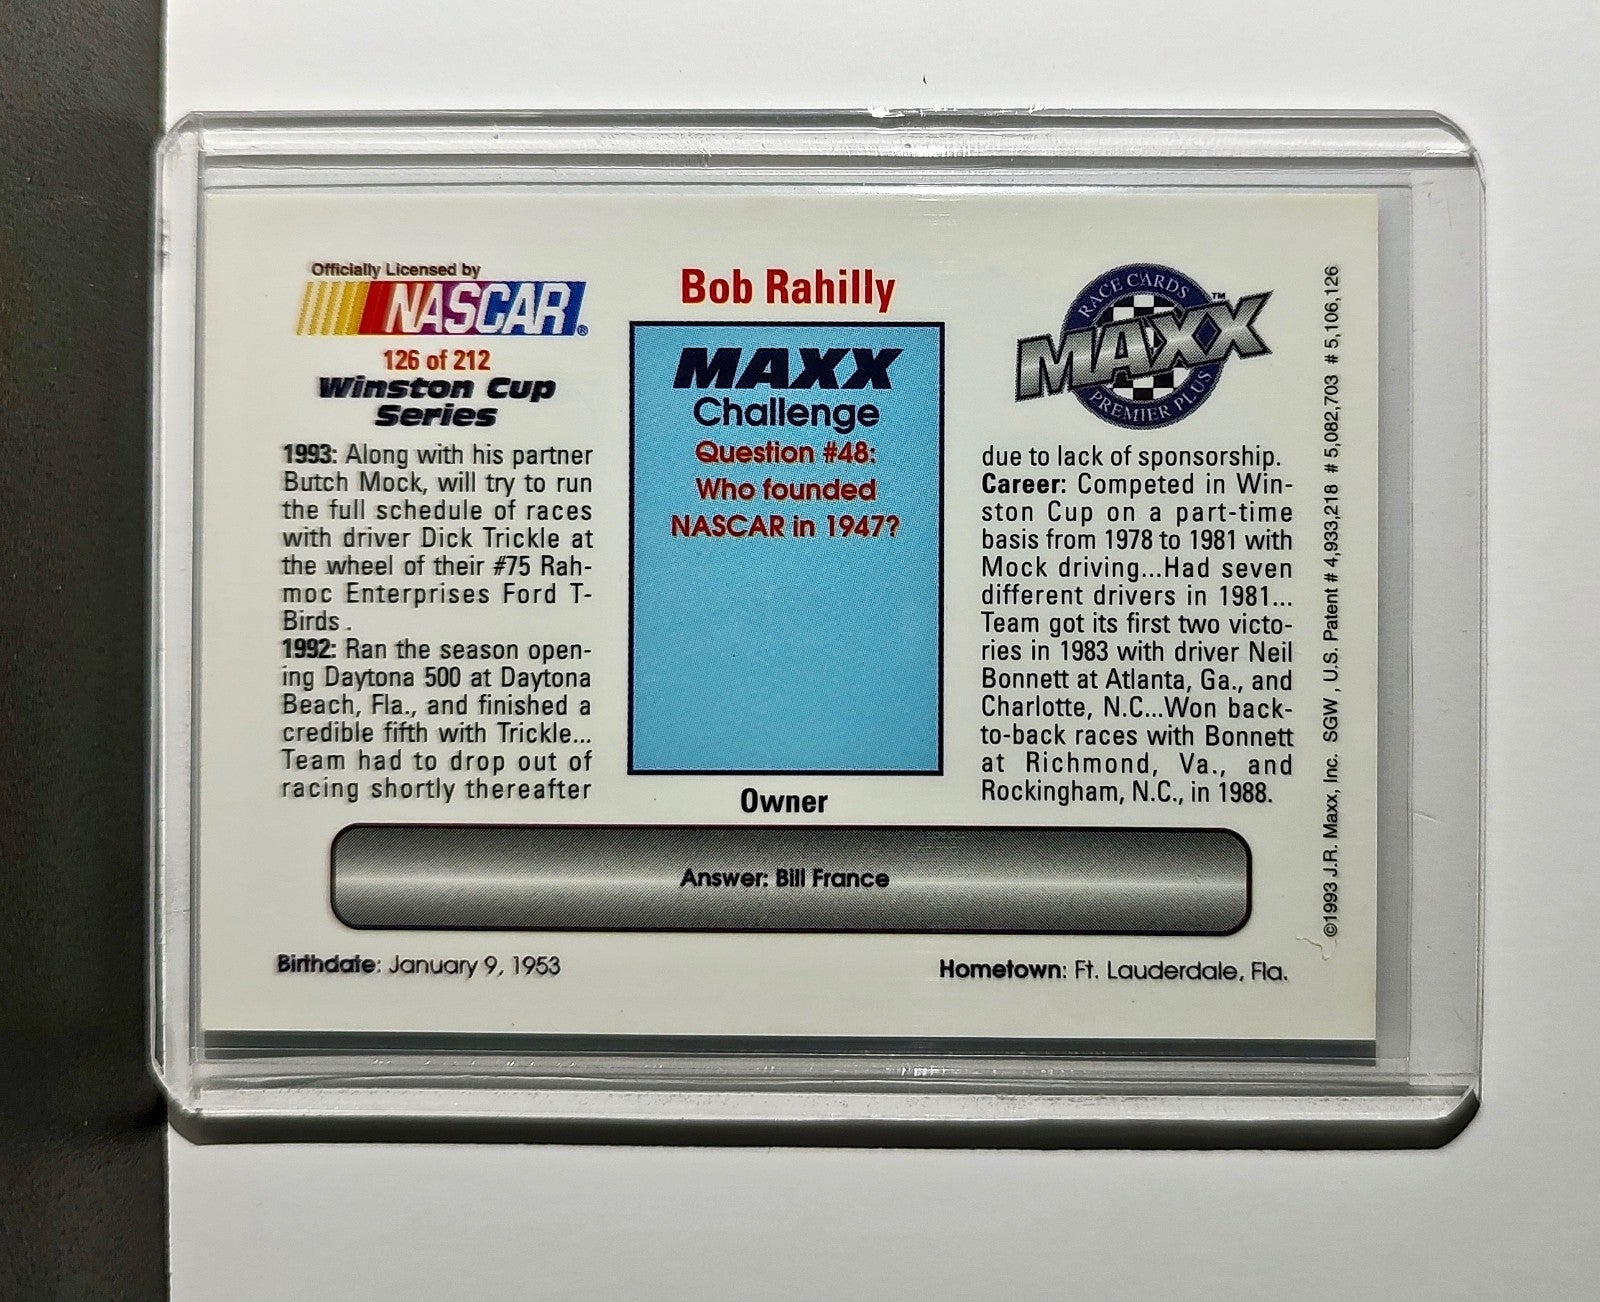 Officially Licensed by
NASCAR®
126 of 212
Winston Cup
Series
1993: Along with his partner
Butch Mock, will try to run
the full schedule of races
with driver Dick Trickle at
the wheel of their #75 Rah-
moc Enterprises Ford T-
Birds.
1992: Ran the season open-
ing Daytona 500 at Daytona
Beach, Fla., and finished a
credible fifth with Trickle...
Team had to drop out of
racing shortly thereafter
Bob Rahilly
MAXX
Challenge
Question #48:
Who founded
NASCAR in 1947?
Owner
RACE CARDS
MAXX™
PREMIER PLUS
due to lack of sponsorship.
Career: Competed in Win-
ston Cup on a part-time
basis from 1978 to 1981 with
Mock driving...Had seven
different drivers in 1981...
Team got its first two victo-
ries in 1983 with driver Neil
Bonnett at Atlanta, Ga., and
Charlotte, N.C...Won back-
to-back races with Bonnett
at Richmond, Va., and
Rockingham, N.C., in 1988.
©1993 J.R. Maxx, Inc. SGW, U.S. Patent # 4,933,218 # 5,082,703 # 5,106,126
Answer: Bill France
Birthdate: January 9, 1953
Hometown: Ft. Lauderdale, Fla.